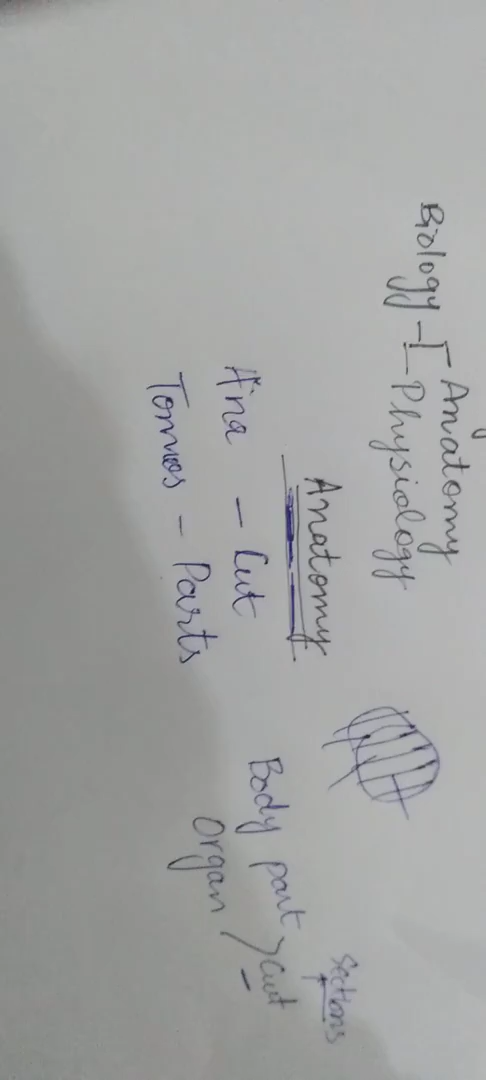 Biology - Anatomy
- Physiology
Anatomy
Ana - Cut
Tomos - Parts
Sections
Body part
Organ
Cut